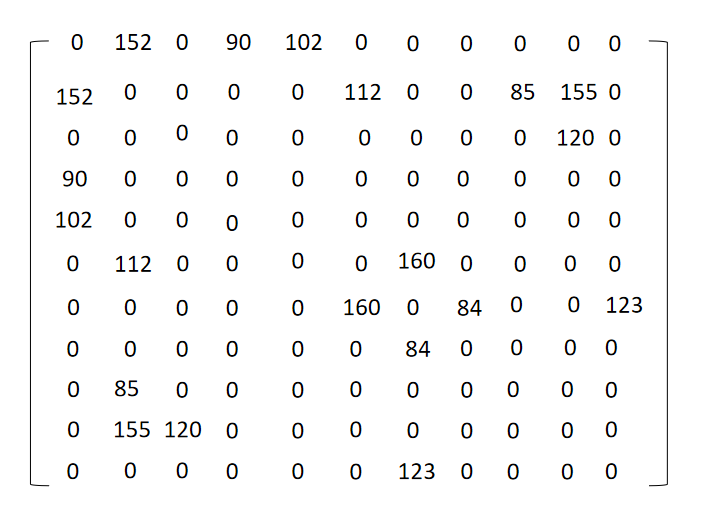 0 152 0 90 102 0 0 0 0 0 0
152 0 0 0 0 112 0 0 85 155 0
0 0 0 0 0 0 0 0 0 120 0
90 0 0 0 0 0 0 0 0 0 0
102 0 0 0 0 0 0 0 0 0 0
0 112 0 0 0 0 160 0 0 0 0
0 0 0 0 0 160 0 84 0 0 123
0 0 0 0 0 0 84 0 0 0 0
0 85 0 0 0 0 0 0 0 0 0
0 155 120 0 0 0 0 0 0 0 0
0 0 0 0 0 0 123 0 0 0 0